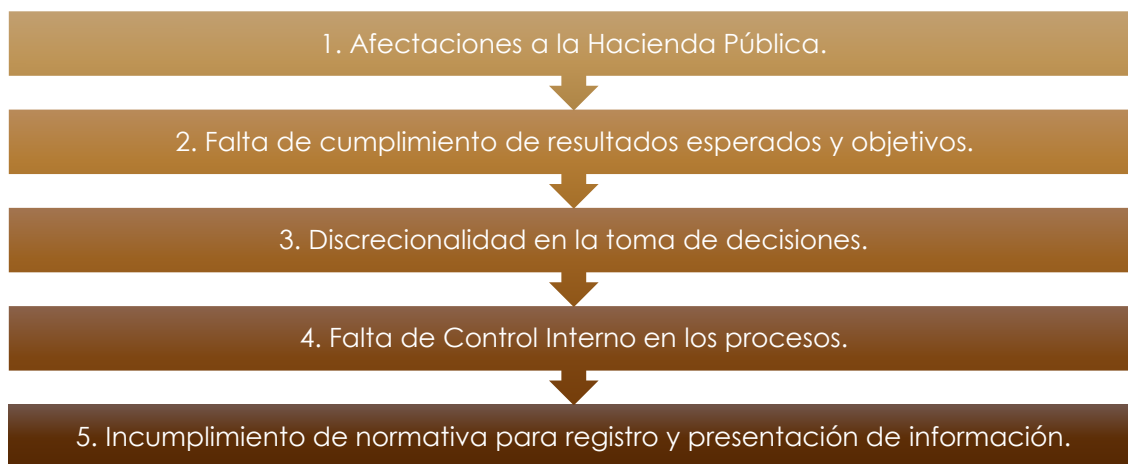 1. Afectaciones a la Hacienda Pública.
2. Falta de cumplimiento de resultados esperados y objetivos.
3. Discrecionalidad en la toma de decisiones.
4. Falta de Control Interno en los procesos.
5. Incumplimiento de normativa para registro y presentación de información.